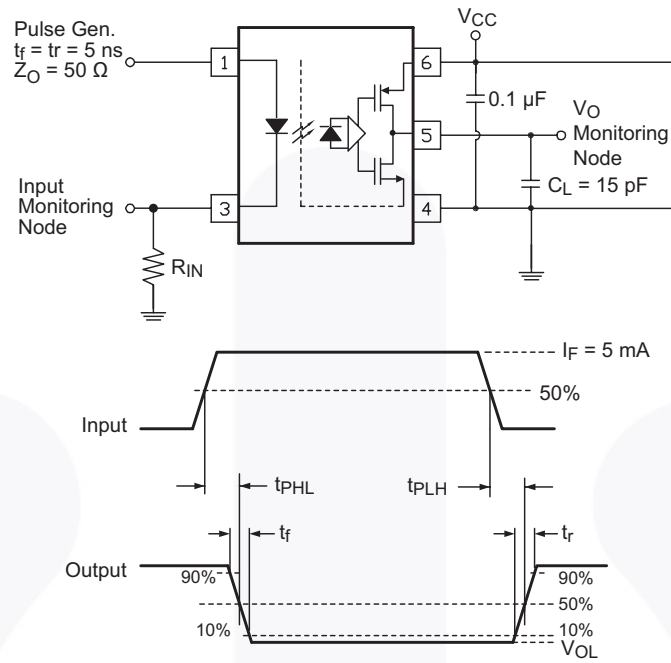 Pulse Gen.
tf = tr = 5 ns
ZO = 50 Ω
VCC
1
6
0.1 µF
VO
Monitoring
Node
5
Input
Monitoring
Node
3
4
CL = 15 pF
RIN
IF = 5 mA
50%
Input
tPHL
tPLH
tf
tr
Output
90%
90%
50%
10%
10%
VOL